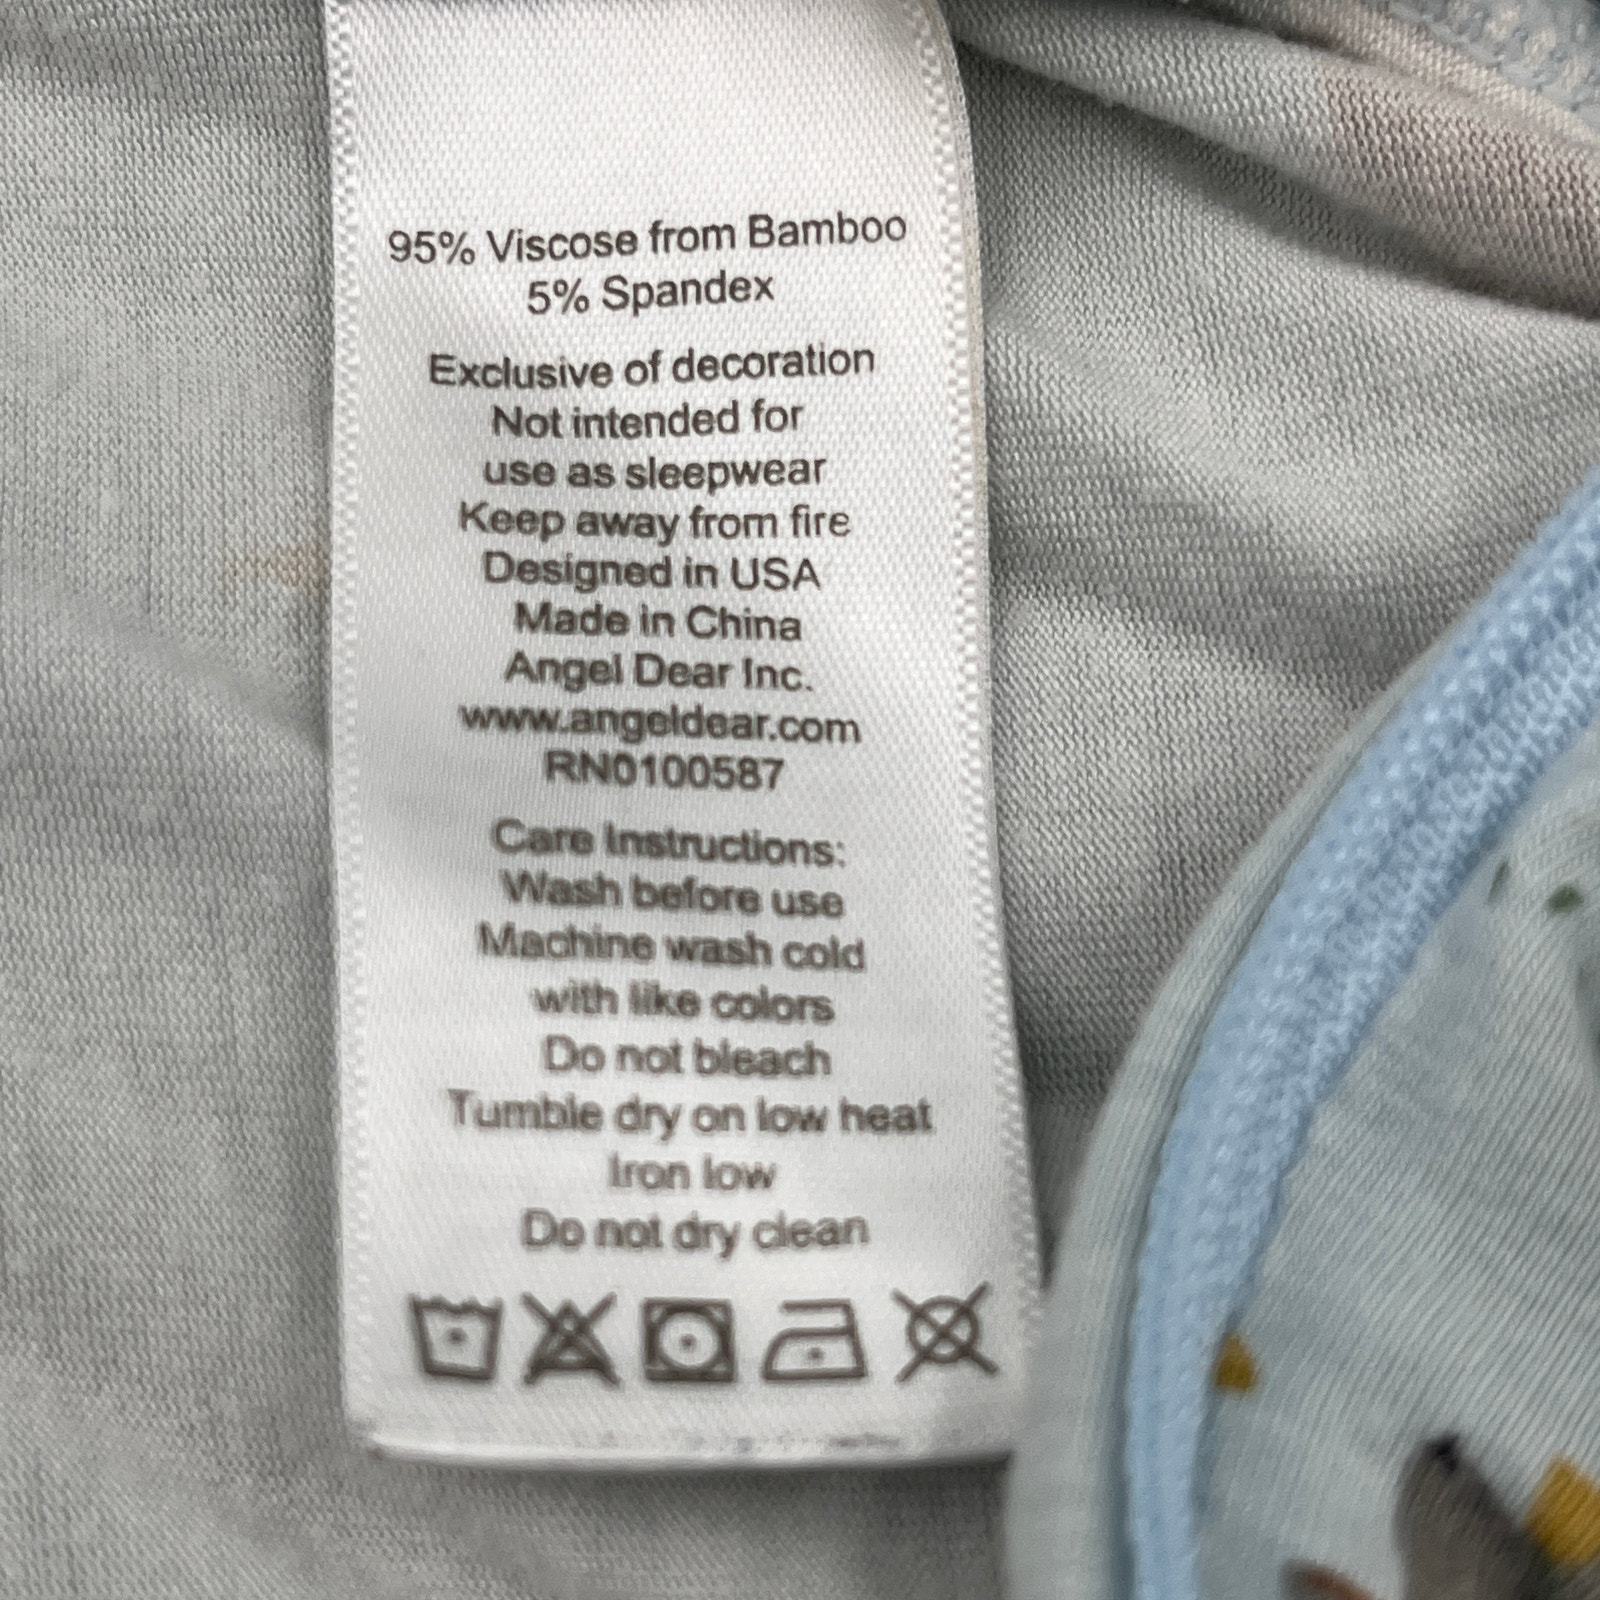 95% Viscose from Bamboo
5% Spandex
Exclusive of decoration
Not intended for
use as sleepwear
Keep away from fire
Designed in USA
Made in China
Angel Dear Inc.
www.angeldear.com
RN0100587
Care Instructions:
Wash before use
Machine wash cold
with like colors
Do not bleach
Tumble dry on low heat
Iron low
Do not dry clean